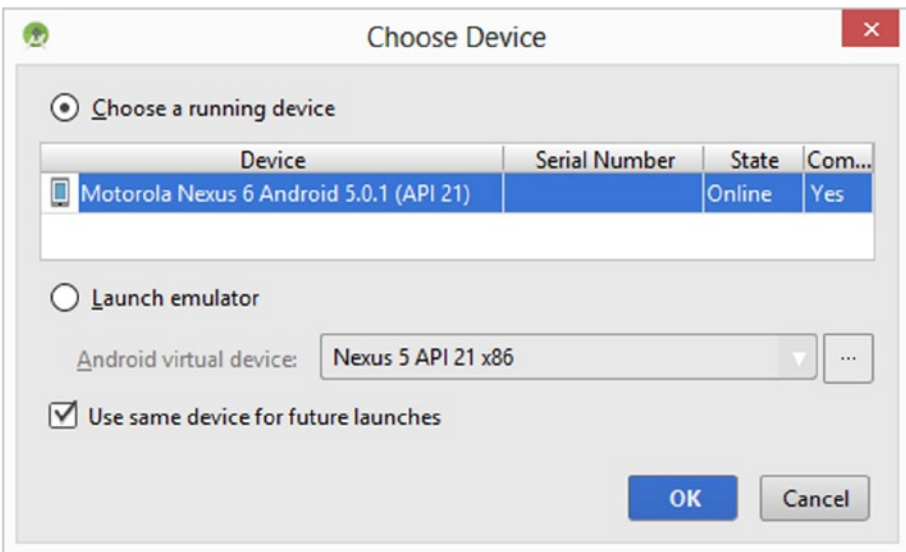 Choose Device
Choose a running device
Device Serial Number State Com...
Motorola Nexus 6 Android 5.0.1 (API 21) Online Yes
Launch emulator
Android virtual device: Nexus 5 API 21 x86 ...
Use same device for future launches
OK Cancel